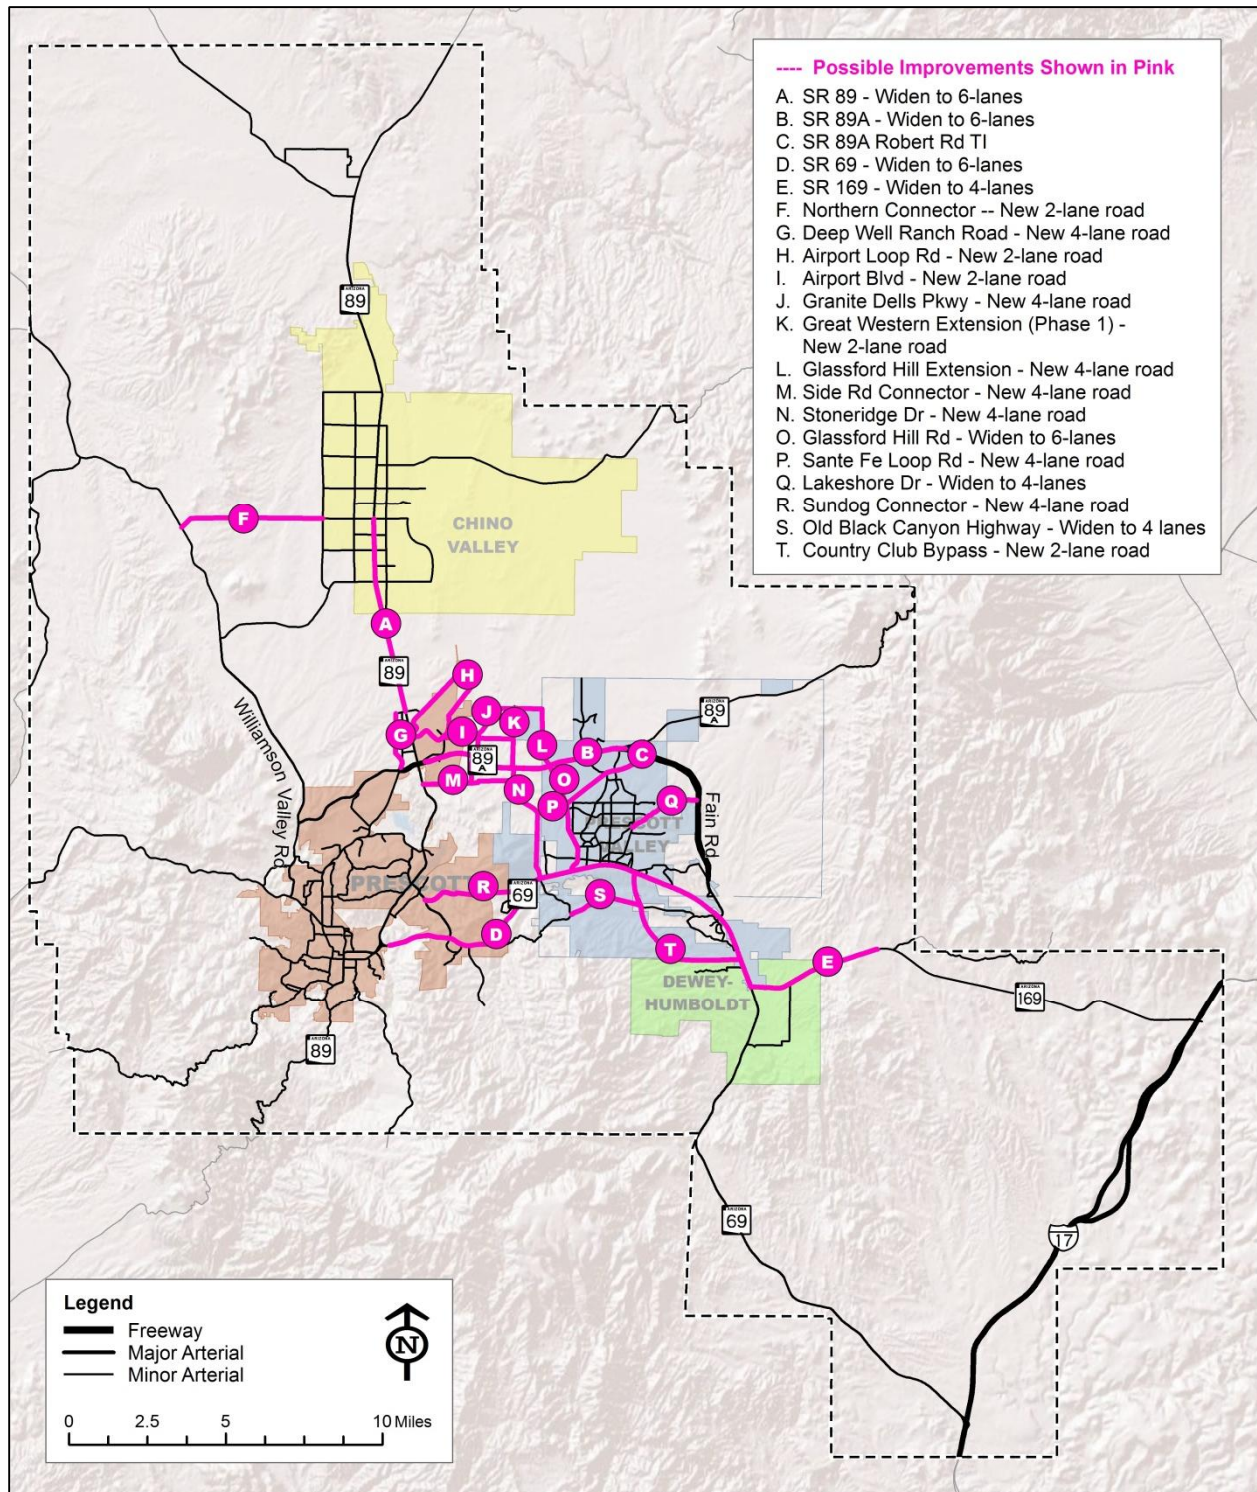 ---- Possible Improvements Shown in Pink
A. SR 89 - Widen to 6-lanes
B. SR 89A - Widen to 6-lanes
C. SR 89A Robert Rd TI
D. SR 69 - Widen to 6-lanes
E. SR 169 - Widen to 4-lanes
F. Northern Connector -- New 2-lane road
G. Deep Well Ranch Road - New 4-lane road
H. Airport Loop Rd - New 2-lane road
I. Airport Blvd - New 2-lane road
J. Granite Dells Pkwy - New 4-lane road
K. Great Western Extension (Phase 1) -
New 2-lane road
L. Glassford Hill Extension - New 4-lane road
M. Side Rd Connector - New 4-lane road
N. Stoneridge Dr - New 4-lane road
O. Glassford Hill Rd - Widen to 6-lanes
P. Sante Fe Loop Rd - New 4-lane road
Q. Lakeshore Dr - Widen to 4-lanes
R. Sundog Connector - New 4-lane road
S. Old Black Canyon Highway - Widen to 4 lanes
T. Country Club Bypass - New 2-lane road
ARIZONA
89
F
CHINO
VALLEY
A
ARIZONA
89
H
J
K
I
G
L
B
C
ARIZONA
89
A
ARIZONA
89
A
M
N
O
P
Q
Williamson Valley Rd
Fain Rd
PRESCOTT
VALLEY
PRESCOTT
R
ARIZONA
69
S
D
T
E
DEWEY-
HUMBOLDT
ARIZONA
169
ARIZONA
89
ARIZONA
69
17
Legend
Freeway
Major Arterial
Minor Arterial
N
0 2.5 5 10 Miles